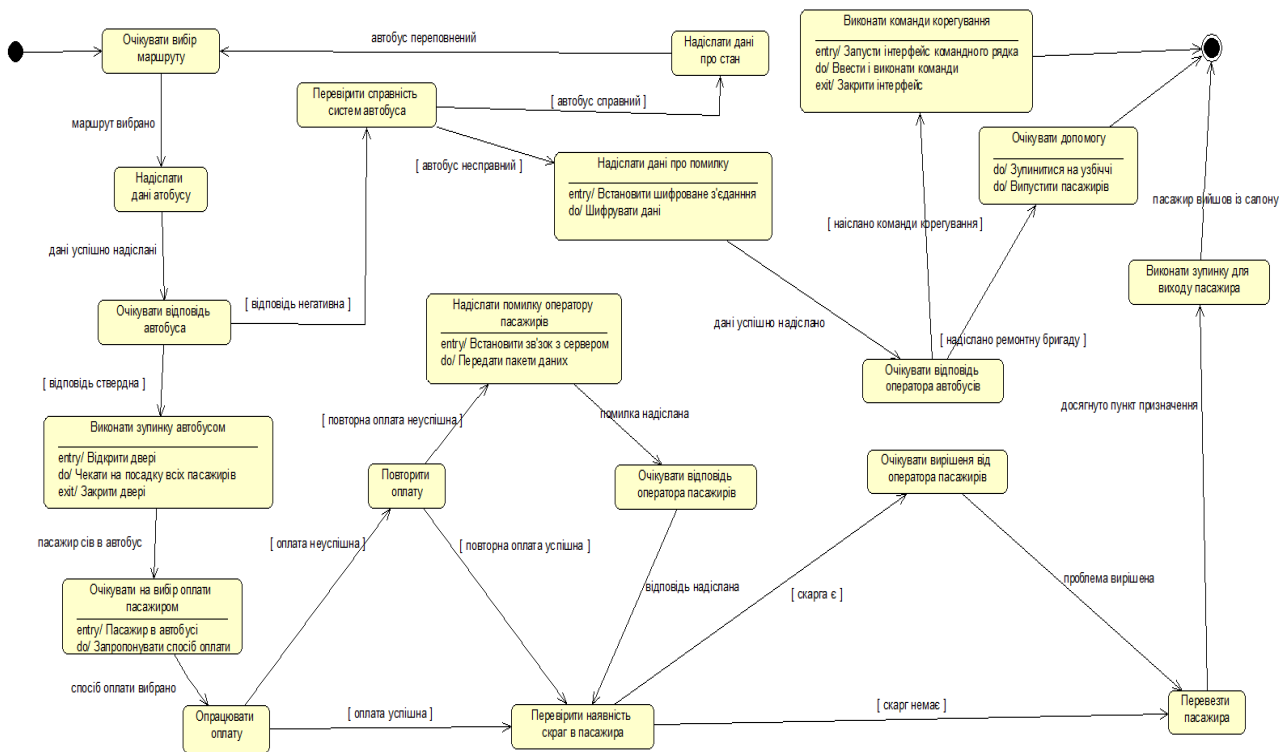 Очікувати вибір
маршруту
автобус переповнений
Надіслати дані
про стан
Виконати команди корегування
entry/ Запусти інтерфейс командного рядка
do/ Ввести і виконати команди
exit/ Закрити інтерфейс
Перевірити справність
систем автобуса
[ автобус справний ]
маршрут вибрано
[ автобус несправний ]
Надіслати
дані атобусу
Надіслати дані про помилку
entry/ Встановити шифроване з'єданння
do/ Шифрувати дані
Очікувати допомогу
do/ Зупинитися на узбіччі
do/ Випустити пасажирів
пасажир вийшов із салону
[ наіслано команди корегування ]
дані успішно надіслані
Виконати зупинку для
виходу пасажира
Очікувати відповідь
автобуса
[ відповідь негативна ]
Надіслати помилку оператору
пасажирів
entry/ Встановити зв'язок з сервером
do/ Передати пакети даних
дані успішно надіслано
[ надіслано ремонтну бригаду ]
Очікувати відповідь
оператора автобусів
[ відповідь ствердна ]
досягнуто пункт призначення
Виконати зупинку автобусом
entry/ Відкрити двері
do/ Чекати на посадку всіх пасажирів
exit/ Закрити двері
[ повторна оплата неуспішна ]
помилка надіслана
Повторити
оплату
Очікувати відповідь
оператора пасажирів
Очікувати вирішеня від
оператора пасажирів
пасажир сів в автобус
[ оплата неуспішна ]
[ повторна оплата успішна ]
відповідь надіслана
[ скарга є ]
проблема вирішена
Очікувати на вибір оплати
пасажиром
entry/ Пасажир в автобусі
do/ Запропонувати спосіб оплати
спосіб оплати вибрано
Опрацювати
оплату
[ оплата успішна ]
Перевірити наявність
скраг в пасажира
[ скарг немає ]
Перевезти
пасажира